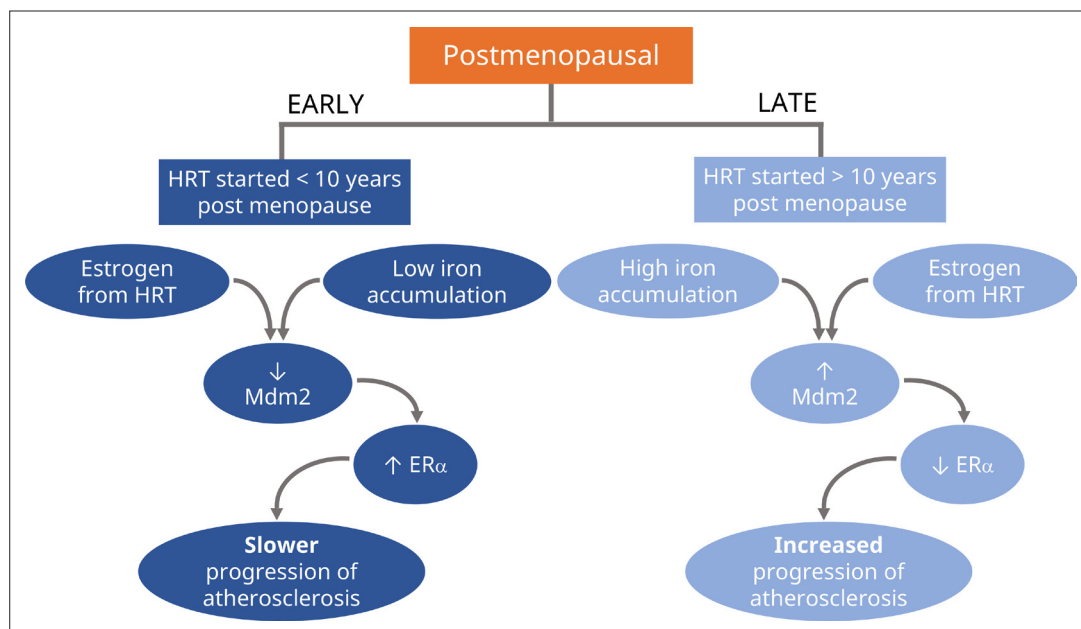 Postmenopausal
EARLY
LATE
HRT started < 10 years
post menopause
HRT started > 10 years
post menopause
Estrogen
from HRT
Low iron
accumulation
High iron
accumulation
Estrogen
from HRT
↓
Mdm2
↑
Mdm2
↑ ERα
↓ ERα
Slower
progression of
atherosclerosis
Increased
progression of
atherosclerosis